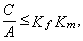 C/A ≤ K_f K_m,